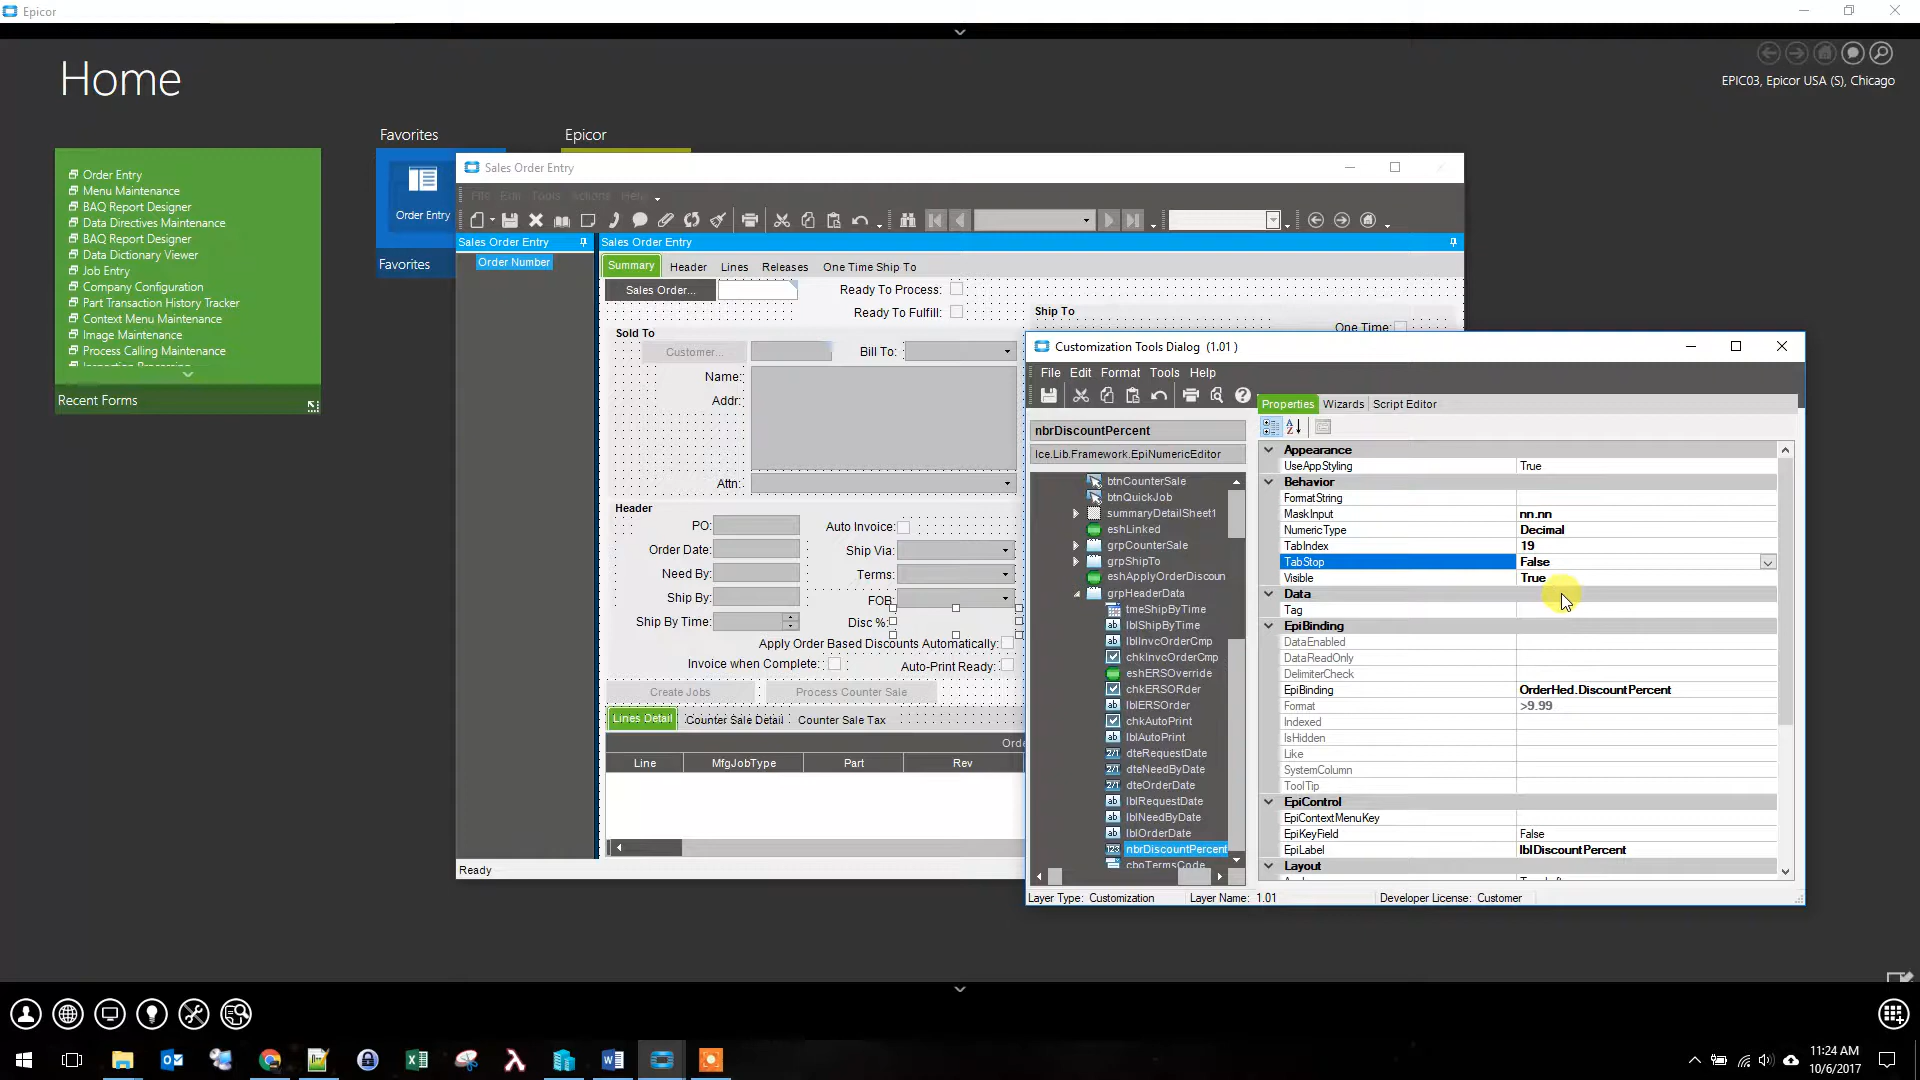 Epicor
Home
EPIC03, Epicor USA (S), Chicago
Order Entry
Menu Maintenance
BAQ Report Designer
Data Directives Maintenance
BAQ Report Designer
Data Dictionary Viewer
Job Entry
Company Configuration
Part Transaction History Tracker
Context Menu Maintenance
Image Maintenance
Process Calling Maintenance
Inspection Processing
Recent Forms
Favorites
Epicor
Order Entry
Favorites
Sales Order Entry
File Edit Tools Actions Help
Sales Order Entry
Order Number
Sales Order Entry
Summary Header Lines Releases One Time Ship To
Sales Order...
Ready To Process:
Ready To Fulfill:
Ship To
One Time:
Sold To
Customer...
Bill To:
Name:
Addr:
Attn:
Header
PO:
Auto Invoice:
Order Date:
Ship Via:
Need By:
Terms:
Ship By:
FOB:
Ship By Time:
Disc %:
Apply Order Based Discounts Automatically:
Invoice when Complete:
Auto-Print Ready:
Create Jobs
Process Counter Sale
Lines Detail Counter Sale Detail Counter Sale Tax
Orde
Line MfgJobType Part Rev
Ready
Customization Tools Dialog (1.01 )
File Edit Format Tools Help
nbrDiscountPercent
Ice.Lib.Framework.EpiNumericEditor
btnCounterSale
btnQuickJob
summaryDetailSheet1
eshLinked
grpCounterSale
grpShipTo
eshApplyOrderDiscoun
grpHeaderData
tmeShipByTime
lblShipByTime
lblInvcOrderCmp
chkInvcOrderCmp
eshERSOverride
chkERSORder
lblERSOrder
chkAutoPrint
lblAutoPrint
dteRequestDate
dteNeedByDate
dteOrderDate
lblRequestDate
lblNeedByDate
lblOrderDate
nbrDiscountPercent
cboTermsCode
Properties Wizards Script Editor
Appearance
UseAppStyling True
Behavior
FormatString
MaskInput nn.nn
NumericType Decimal
TabIndex 19
TabStop False
Visible True
Data
Tag
EpiBinding
DataEnabled
DataReadOnly
DelimiterCheck
EpiBinding OrderHed.DiscountPercent
Format >9.99
Indexed
IsHidden
Like
SystemColumn
ToolTip
EpiControl
EpiContextMenuKey
EpiKeyField False
EpiLabel lblDiscountPercent
Layout
Layer Type: Customization Layer Name: 1.01 Developer License: Customer
11:24 AM
10/6/2017